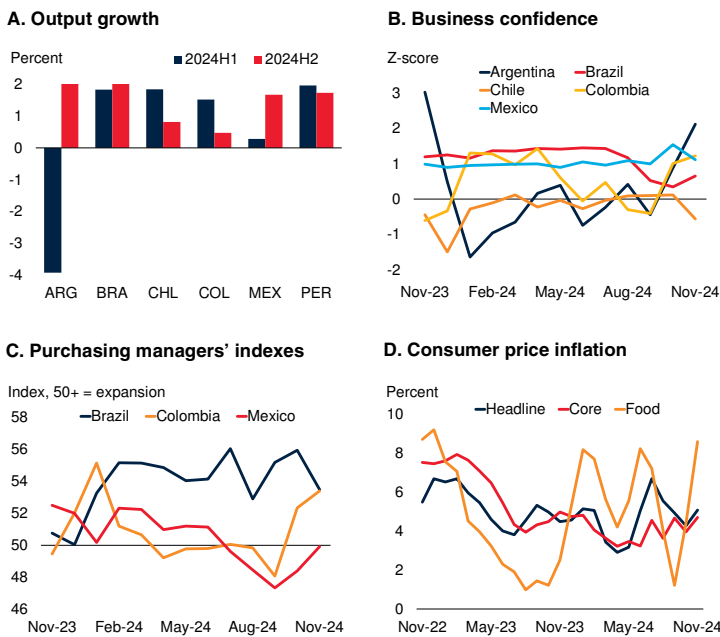 A. Output growth
Percent
2024H1 2024H2
2
1
0
-1
-2
-3
-4
ARG BRA CHL COL MEX PER
B. Business confidence
Z-score
Argentina Brazil
Chile Colombia
Mexico
3
2
1
0
-1
-2
Nov-23 Feb-24 May-24 Aug-24 Nov-24
C. Purchasing managers' indexes
Index, 50+ = expansion
58
Brazil Colombia Mexico
56
54
52
50
48
46
Nov-23 Feb-24 May-24 Aug-24 Nov-24
D. Consumer price inflation
Percent
10
Headline Core Food
8
6
4
2
0
Nov-22 May-23 Nov-23 May-24 Nov-24